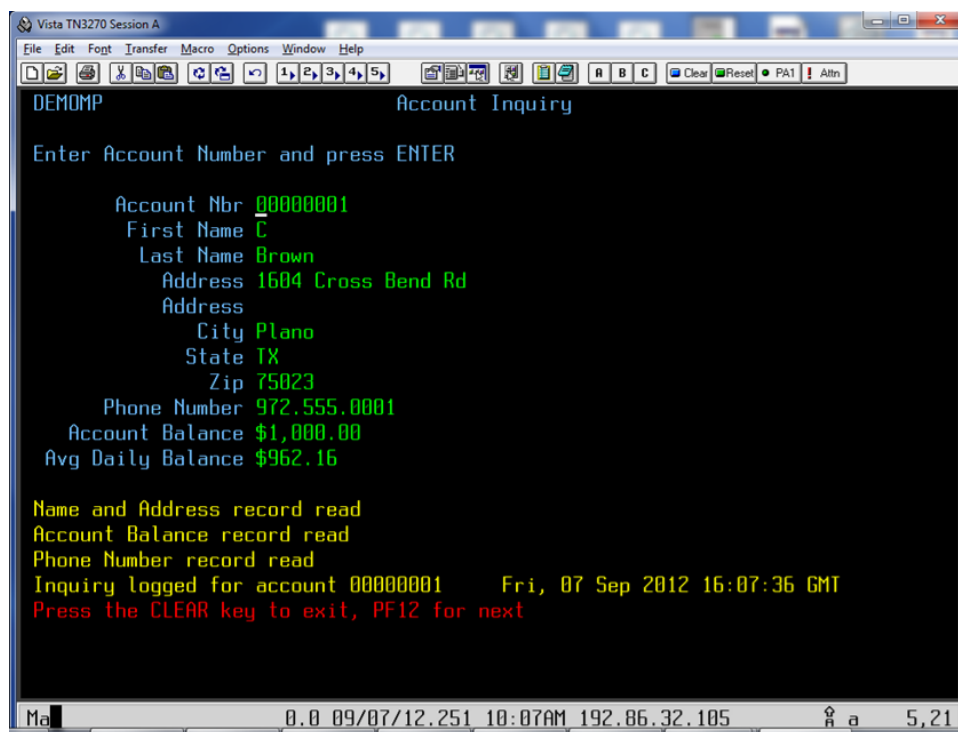 Vista TN3270 Session A
File Edit Font Transfer Macro Options Window Help
1 2 3 4 5 A B C Clear Reset PA1 Attn
DEMOMP Account Inquiry
Enter Account Number and press ENTER
Account Nbr 00000001
First Name C
Last Name Brown
Address 1604 Cross Bend Rd
Address
City Plano
State TX
Zip 75023
Phone Number 972.555.0001
Account Balance $1,000.00
Avg Daily Balance $962.16
Name and Address record read
Account Balance record read
Phone Number record read
Inquiry logged for account 00000001 Fri, 07 Sep 2012 16:07:36 GMT
Press the CLEAR key to exit, PF12 for next
Ma 0.0 09/07/12.251 10:07AM 192.86.32.105 A a 5,21